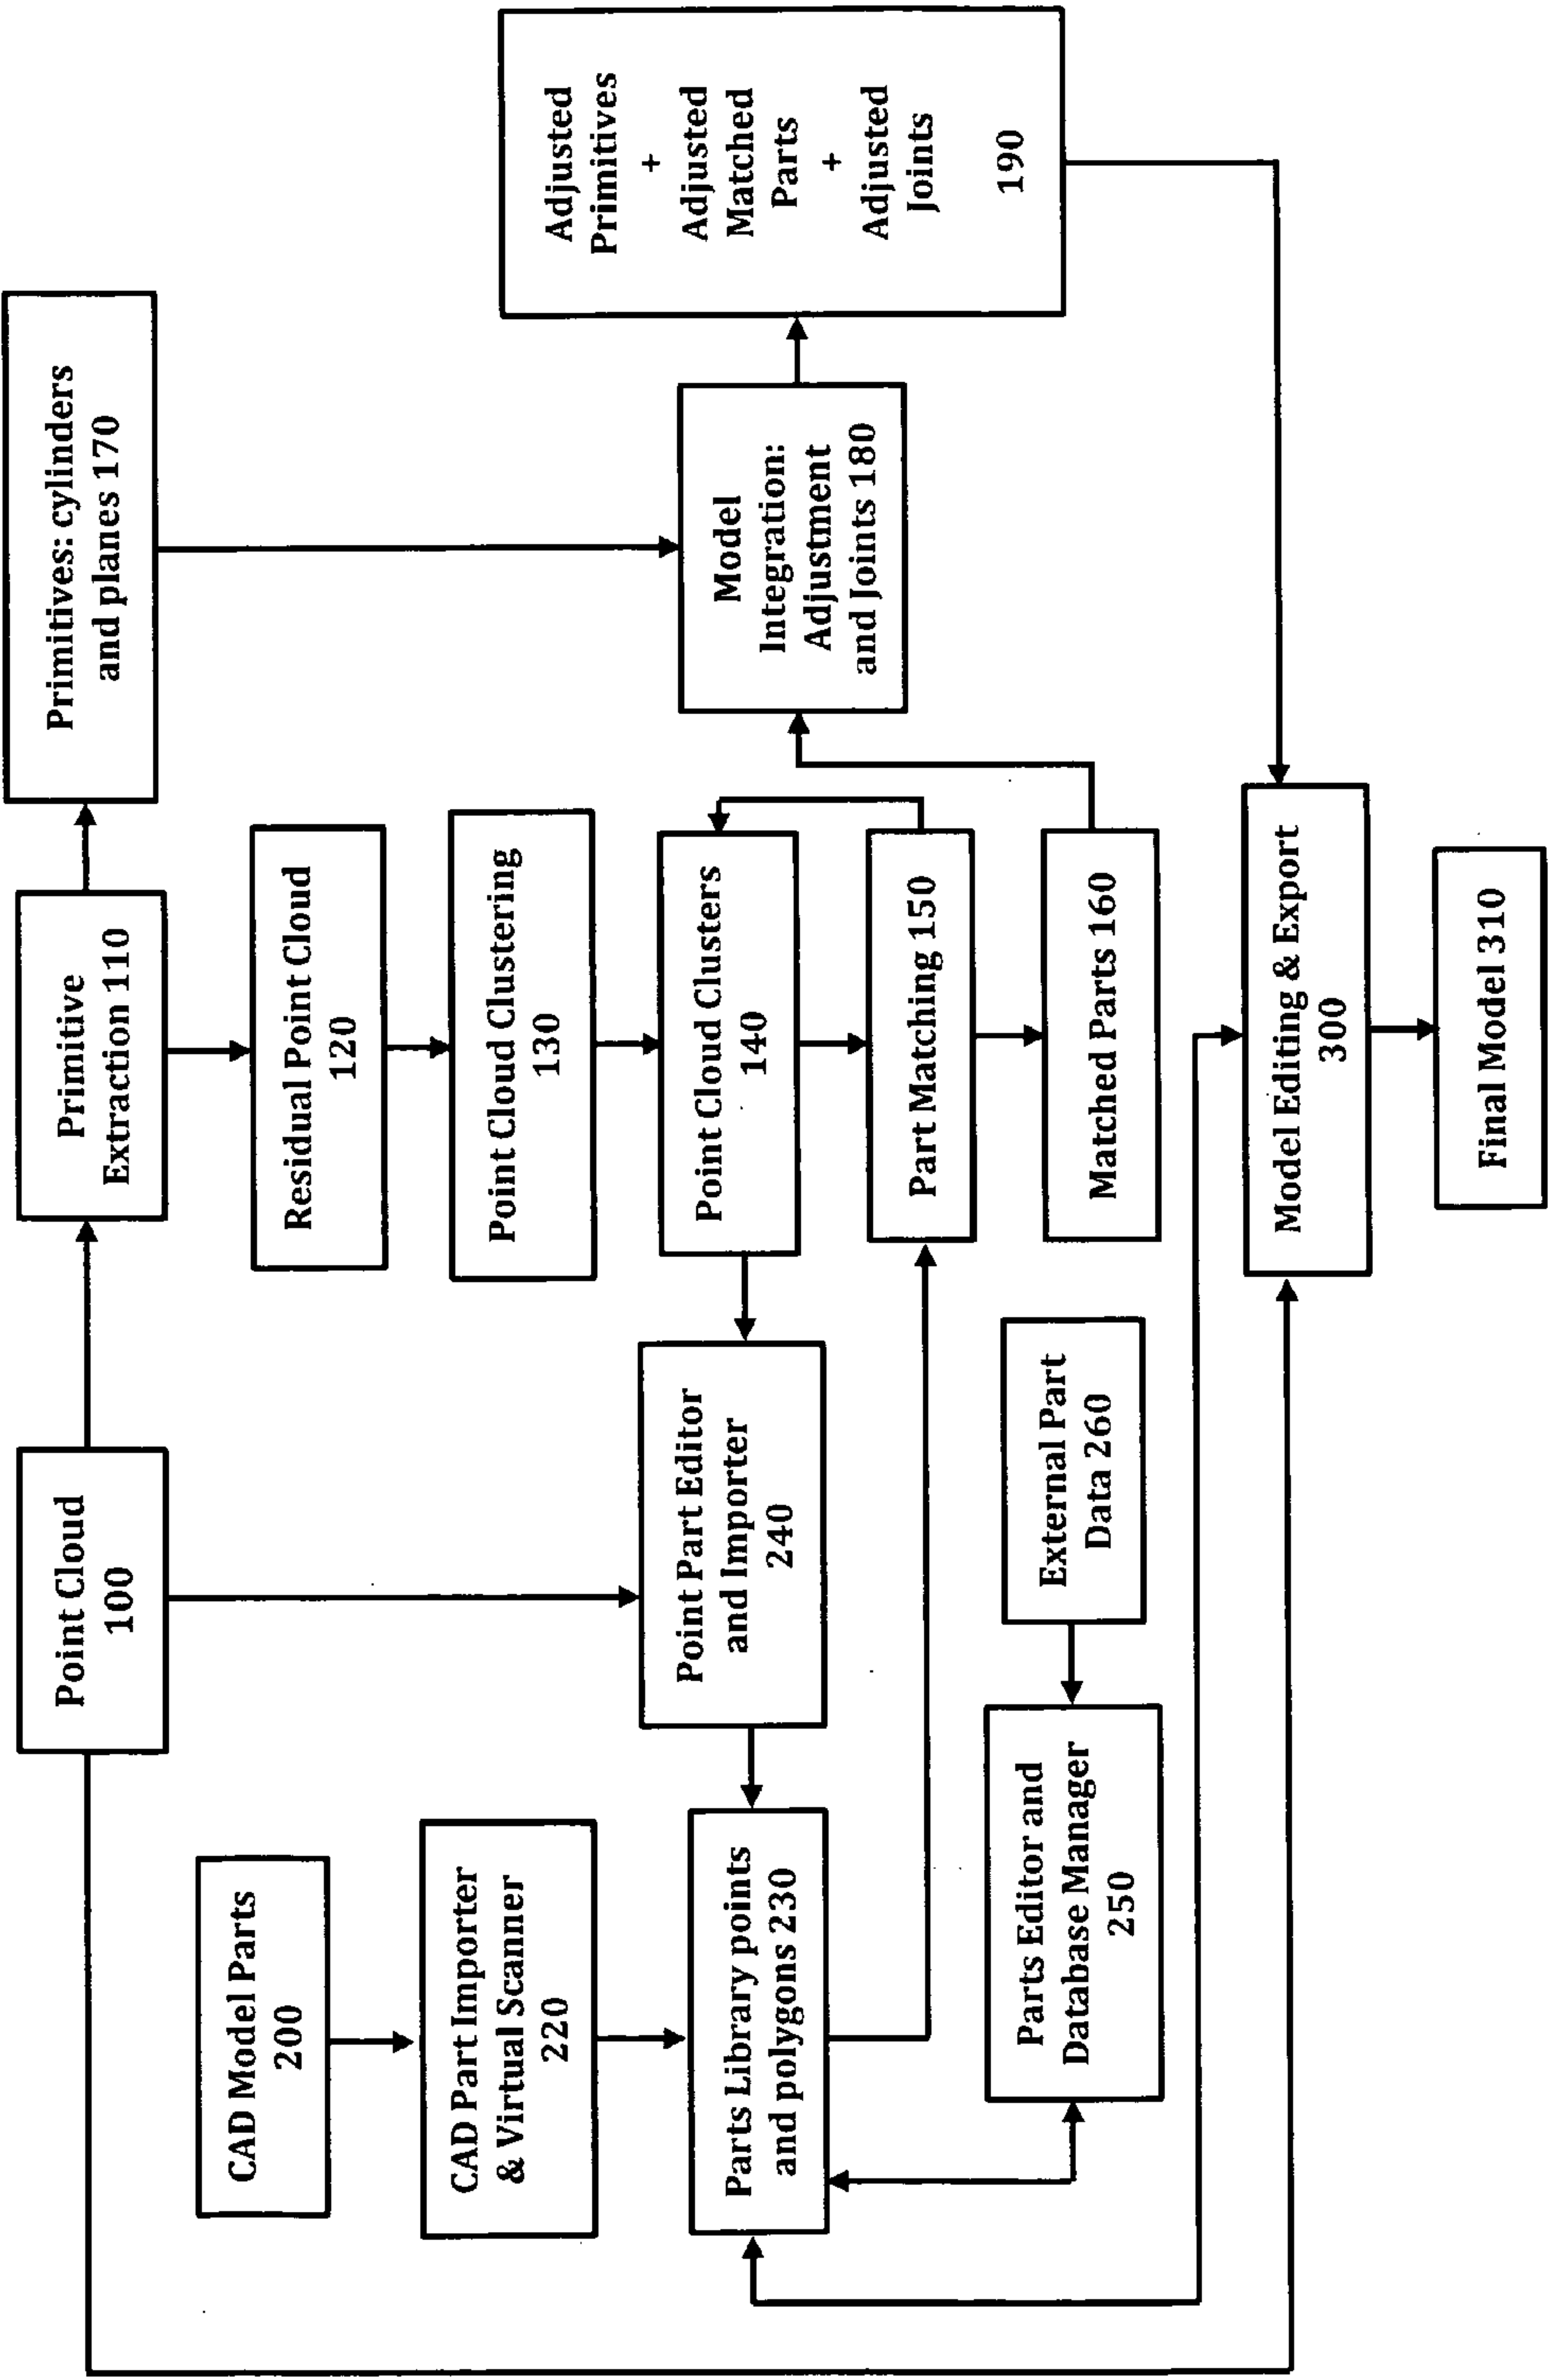 Point Cloud
100
Primitive
Extraction 110
Primitives: cylinders
and planes 170
CAD Model Parts
200
Residual Point Cloud
120
CAD Part Importer
& Virtual Scanner
220
Point Cloud Clustering
130
Parts Library points
and polygons 230
Point Part Editor
and Importer
240
Point Cloud Clusters
140
Model
Integration:
Adjustment
and Joints 180
Adjusted
Primitives
+
Adjusted
Matched
Parts
+
Adjusted
Joints
190
Part Matching 150
Parts Editor and
Database Manager
250
External Part
Data 260
Matched Parts 160
Model Editing & Export
300
Final Model 310